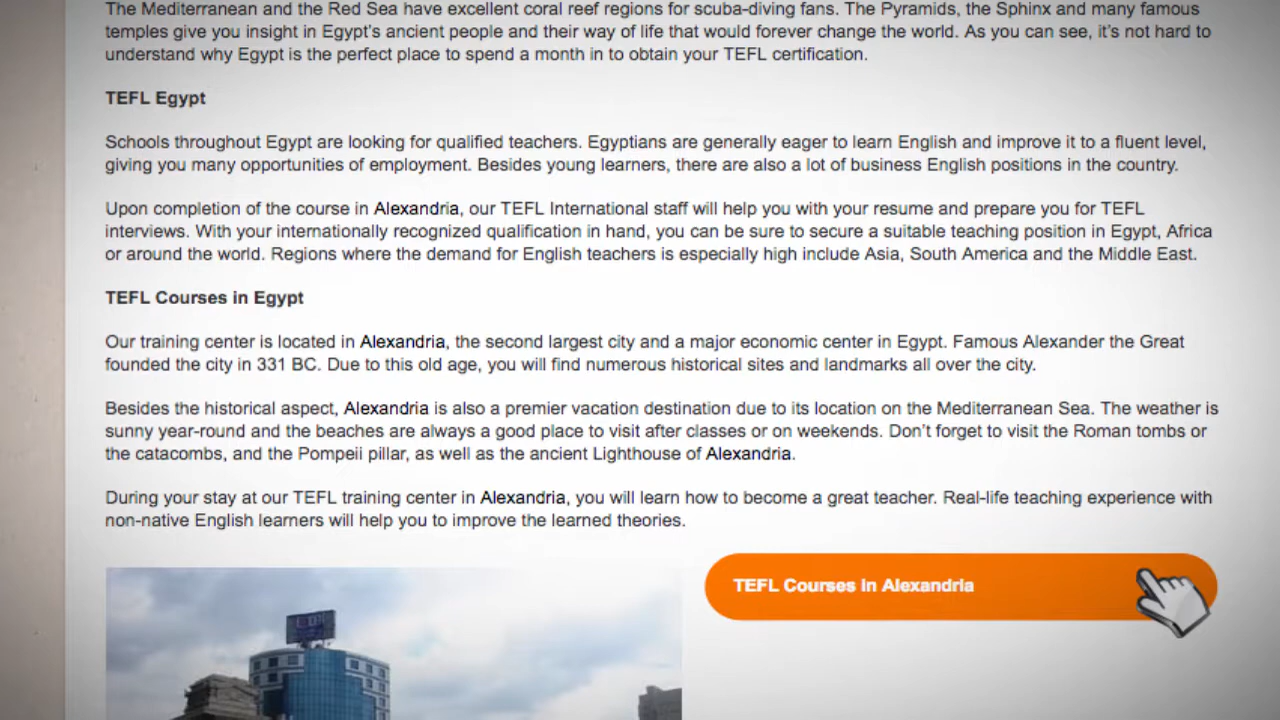 The Mediterranean and the Red Sea have excellent coral reef regions for scuba-diving fans. The Pyramids, the Sphinx and many famous
temples give you insight in Egypt's ancient people and their way of life that would forever change the world. As you can see, it's not hard to
understand why Egypt is the perfect place to spend a month in to obtain your TEFL certification.
TEFL Egypt
Schools throughout Egypt are looking for qualified teachers. Egyptians are generally eager to learn English and improve it to a fluent level,
giving you many opportunities of employment. Besides young learners, there are also a lot of business English positions in the country.
Upon completion of the course in Alexandria, our TEFL International staff will help you with your resume and prepare you for TEFL
interviews. With your internationally recognized qualification in hand, you can be sure to secure a suitable teaching position in Egypt, Africa
or around the world. Regions where the demand for English teachers is especially high include Asia, South America and the Middle East.
TEFL Courses in Egypt
Our training center is located in Alexandria, the second largest city and a major economic center in Egypt. Famous Alexander the Great
founded the city in 331 BC. Due to this old age, you will find numerous historical sites and landmarks all over the city.
Besides the historical aspect, Alexandria is also a premier vacation destination due to its location on the Mediterranean Sea. The weather is
sunny year-round and the beaches are always a good place to visit after classes or on weekends. Don't forget to visit the Roman tombs or
the catacombs, and the Pompeii pillar, as well as the ancient Lighthouse of Alexandria.
During your stay at our TEFL training center in Alexandria, you will learn how to become a great teacher. Real-life teaching experience with
non-native English learners will help you to improve the learned theories.
TEFL Courses in Alexandria